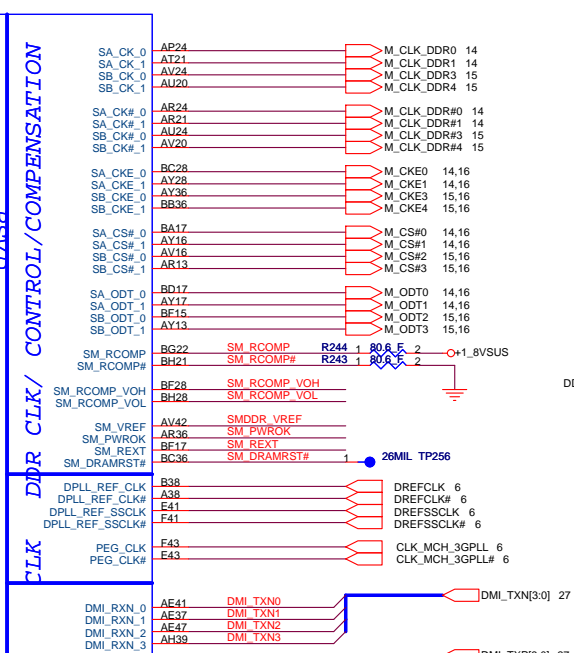 DDR CLK/ CONTROL/COMPENSATION
SA_CK_0 AP24 M_CLK_DDR0 14
SA_CK_1 AT21 M_CLK_DDR1 14
SB_CK_0 AV24 M_CLK_DDR3 15
SB_CK_1 AU20 M_CLK_DDR4 15
SA_CK#_0 AR24 M_CLK_DDR#0 14
SA_CK#_1 AR21 M_CLK_DDR#1 14
SB_CK#_0 AU24 M_CLK_DDR#3 15
SB_CK#_1 AV20 M_CLK_DDR#4 15
SA_CKE_0 BC28 M_CKE0 14,16
SA_CKE_1 AY28 M_CKE1 14,16
SB_CKE_0 AY36 M_CKE3 15,16
SB_CKE_1 BB36 M_CKE4 15,16
SA_CS#_0 BA17 M_CS#0 14,16
SA_CS#_1 AY16 M_CS#1 14,16
SB_CS#_0 AV16 M_CS#2 15,16
SB_CS#_1 AR13 M_CS#3 15,16
SA_ODT_0 BD17 M_ODT0 14,16
SA_ODT_1 AY17 M_ODT1 14,16
SB_ODT_0 BF15 M_ODT2 15,16
SB_ODT_1 AY13 M_ODT3 15,16
SM_RCOMP BG22 SM_RCOMP R244 1 80.6_F 2 +1_8VSUS
SM_RCOMP# BH21 SM_RCOMP# R243 1 80.6_F 2
SM_RCOMP_VOH BF28 SM_RCOMP_VOH
SM_RCOMP_VOL BH28 SM_RCOMP_VOL
SM_VREF AV42 SMDDR_VREF
SM_PWROK AR36 SM_PWROK
SM_REXT BF17 SM_REXT
SM_DRAMRST# BC36 SM_DRAMRST# 1 26MIL TP256
CLK
DPLL_REF_CLK B38 DREFCLK 6
DPLL_REF_CLK# A38 DREFCLK# 6
DPLL_REF_SSCLK E41 DREFSSCLK 6
DPLL_REF_SSCLK# F41 DREFSSCLK# 6
PEG_CLK F43 CLK_MCH_3GPLL 6
PEG_CLK# E43 CLK_MCH_3GPLL# 6
DMI_RXN_0 AE41 DMI_TXN0 DMI_TXN[3:0] 27
DMI_RXN_1 AE37 DMI_TXN1
DMI_RXN_2 AE47 DMI_TXN2
DMI_RXN_3 AH39 DMI_TXN3